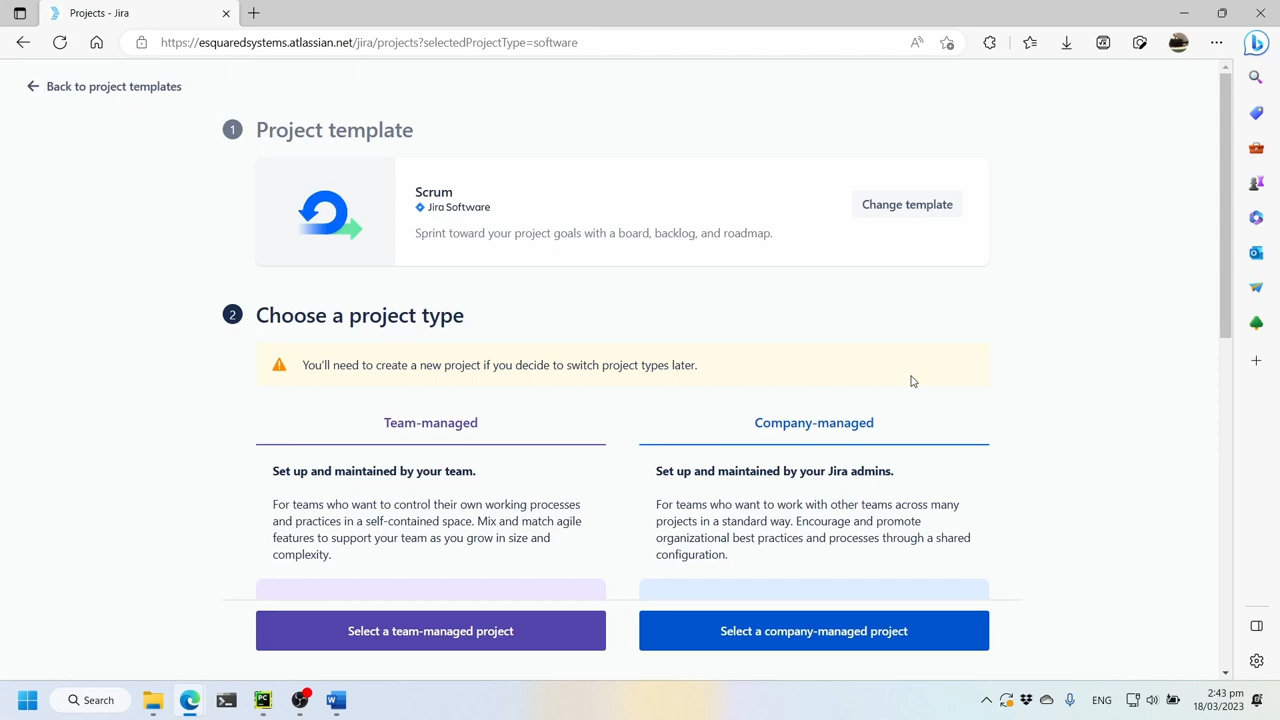 Projects - Jira
https://esquaredsystems.atlassian.net/jira/projects?selectedProjectType=software
Back to project templates
1 Project template
Scrum
Jira Software
Change template
Sprint toward your project goals with a board, backlog, and roadmap.
2 Choose a project type
You'll need to create a new project if you decide to switch project types later.
Team-managed
Set up and maintained by your team.
For teams who want to control their own working processes
and practices in a self-contained space. Mix and match agile
features to support your team as you grow in size and
complexity.
Select a team-managed project
Company-managed
Set up and maintained by your Jira admins.
For teams who want to work with other teams across many
projects in a standard way. Encourage and promote
organizational best practices and processes through a shared
configuration.
Select a company-managed project
Search
ENG
2:43 pm
18/03/2023